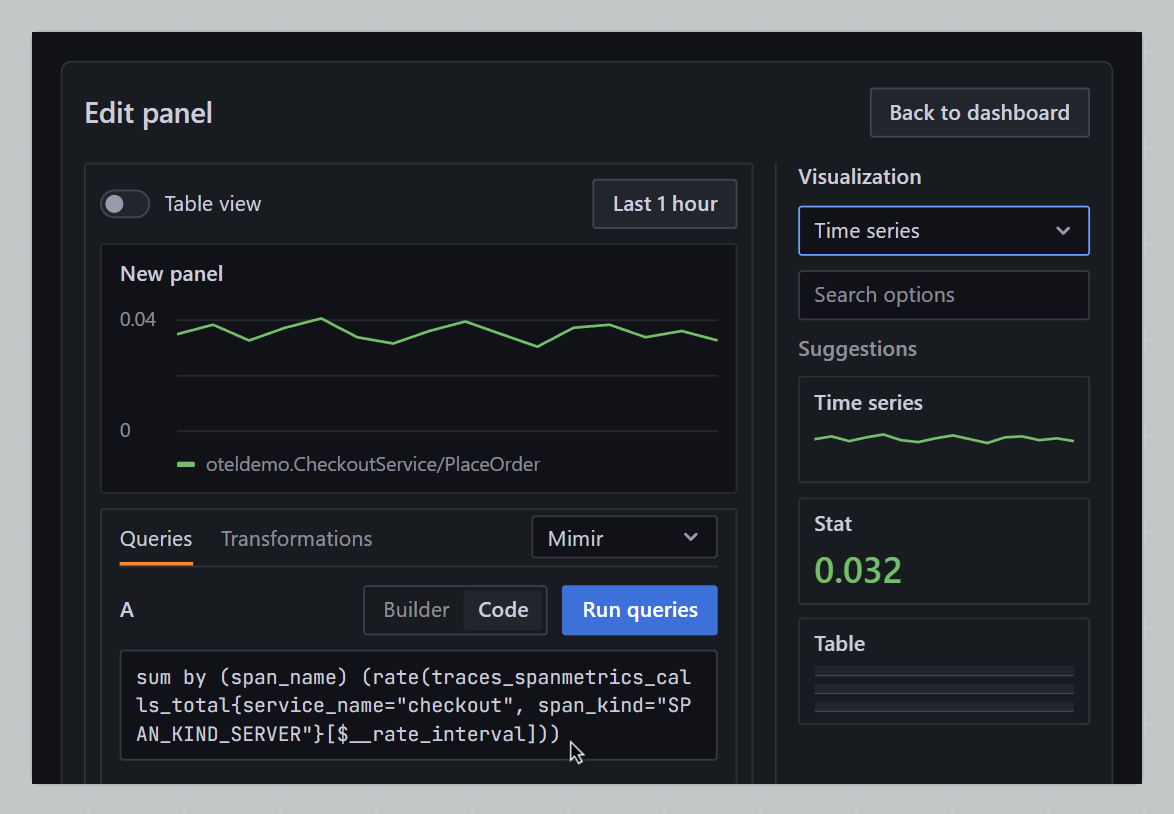 Edit panel
Back to dashboard
Table view
Last 1 hour
New panel
0.04
0
oteldemo.CheckoutService/PlaceOrder
Queries
Transformations
Mimir
A
Builder
Code
Run queries
sum by (span_name) (rate(traces_spanmetrics_cal
ls_total{service_name="checkout", span_kind="SP
AN_KIND_SERVER"}[$__rate_interval]))
Visualization
Time series
Search options
Suggestions
Time series
Stat
0.032
Table